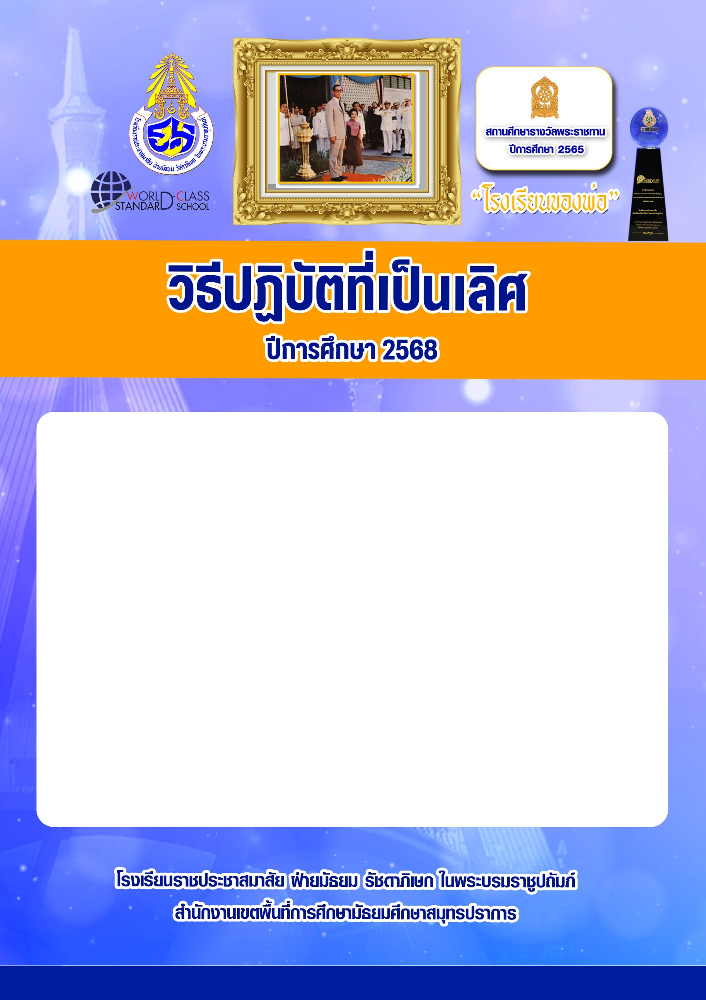 โรงเรียนราชประชาสมาสัย ฝ่ายมัธยม รัชดาภิเษก ในพระบรมราชูปถัมภ์
WORLD-CLASS
STANDARD SCHOOL
สถานศึกษารางวัลพระราชทาน
ปีการศึกษา 2565
“โรงเรียนของพ่อ”
OBECQA
WORLD-CLASS
STANDARD SCHOOL
วิธีปฏิบัติที่เป็นเลิศ
ปีการศึกษา 2568
โรงเรียนราชประชาสมาสัย ฝ่ายมัธยม รัชดาภิเษก ในพระบรมราชูปถัมภ์
สำนักงานเขตพื้นที่การศึกษามัธยมศึกษาสมุทรปราการ